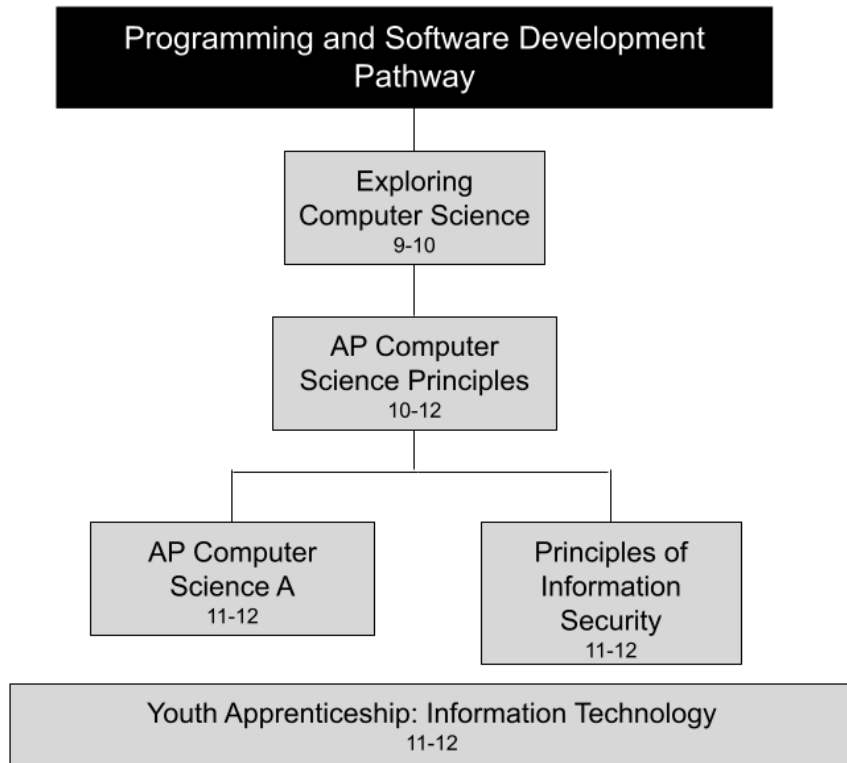 Programming and Software Development
Pathway
Exploring
Computer Science
9-10
AP Computer
Science Principles
10-12
AP Computer
Science A
11-12
Principles of
Information
Security
11-12
Youth Apprenticeship: Information Technology
11-12